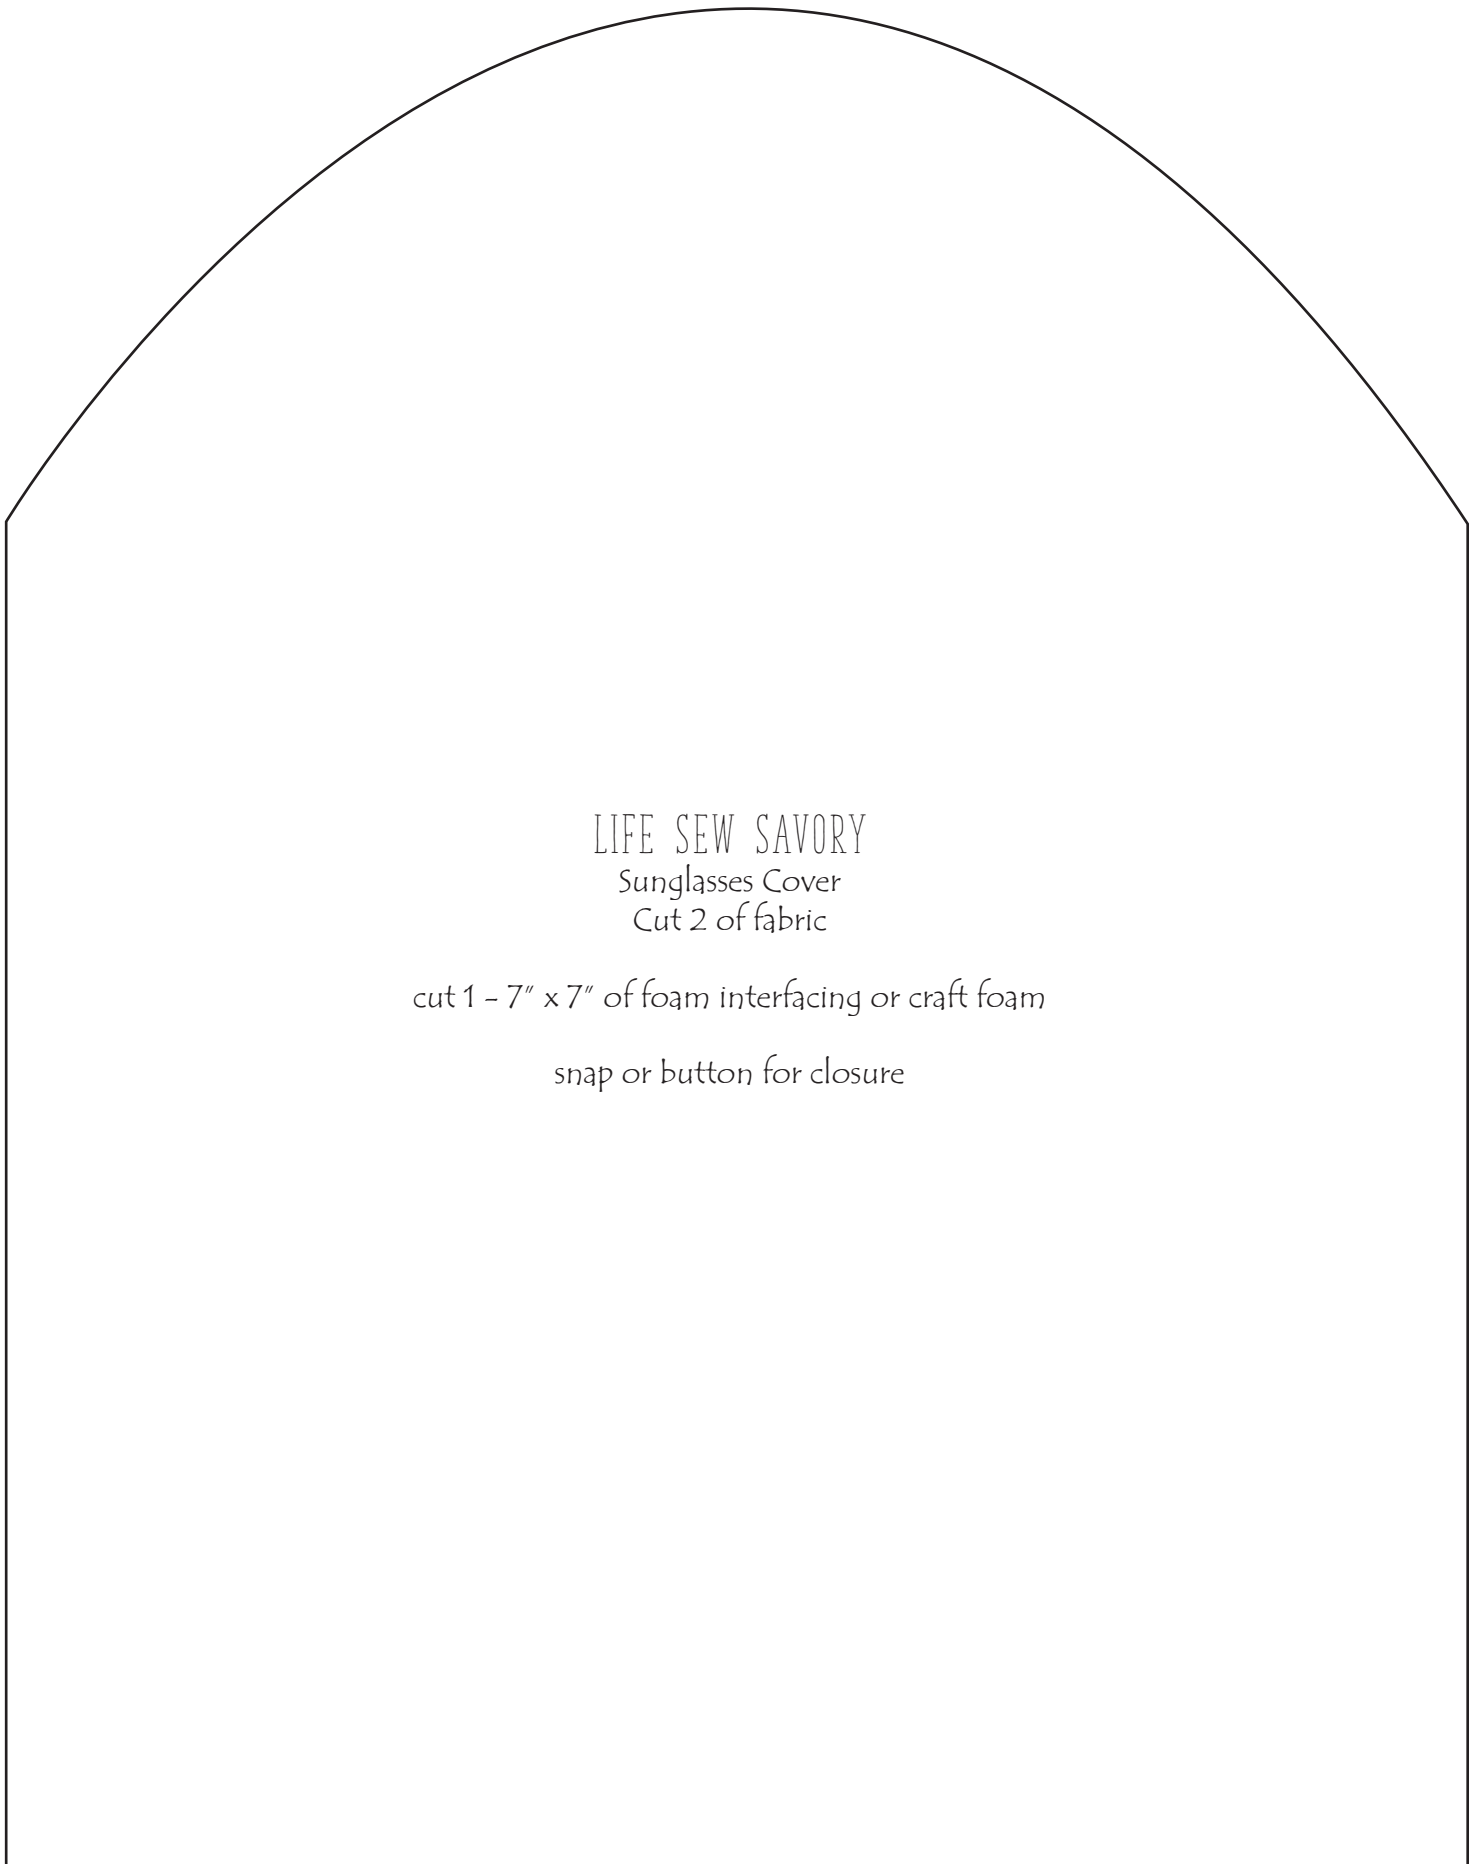 LIFE SEW SAVORY
Sunglasses Cover
Cut 2 of fabric
cut 1 - 7" x 7" of foam interfacing or craft foam
snap or button for closure